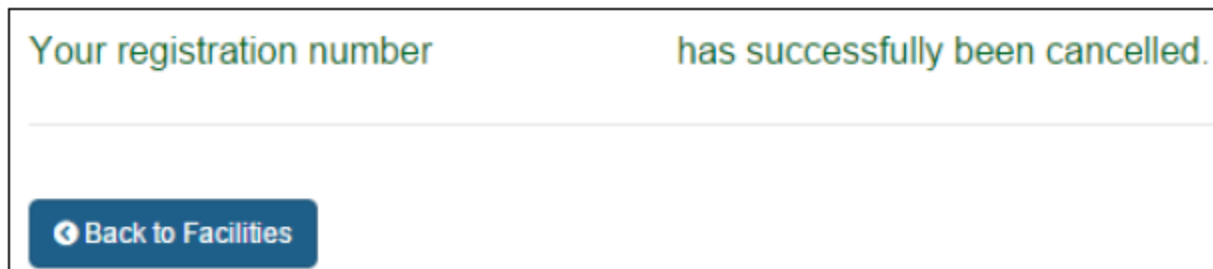 Your registration number has successfully been cancelled.
Back to Facilities